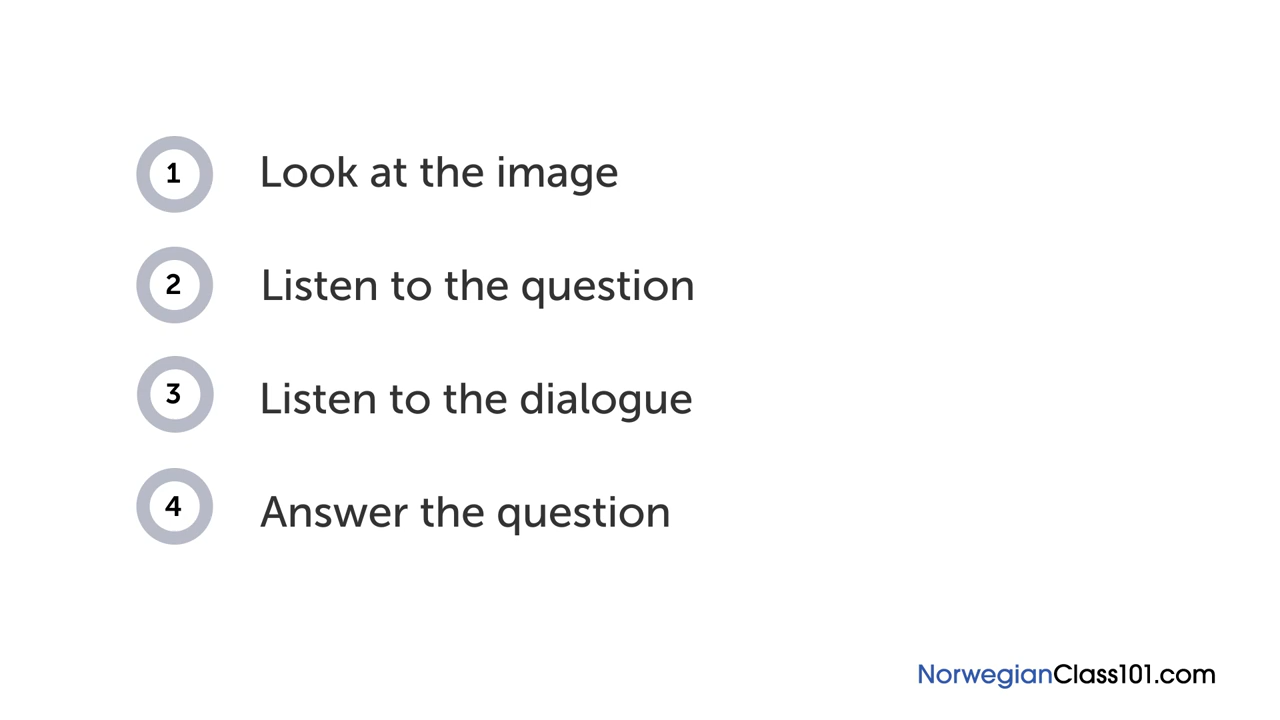 1 Look at the image
2 Listen to the question
3 Listen to the dialogue
4 Answer the question
NorwegianClass101.com